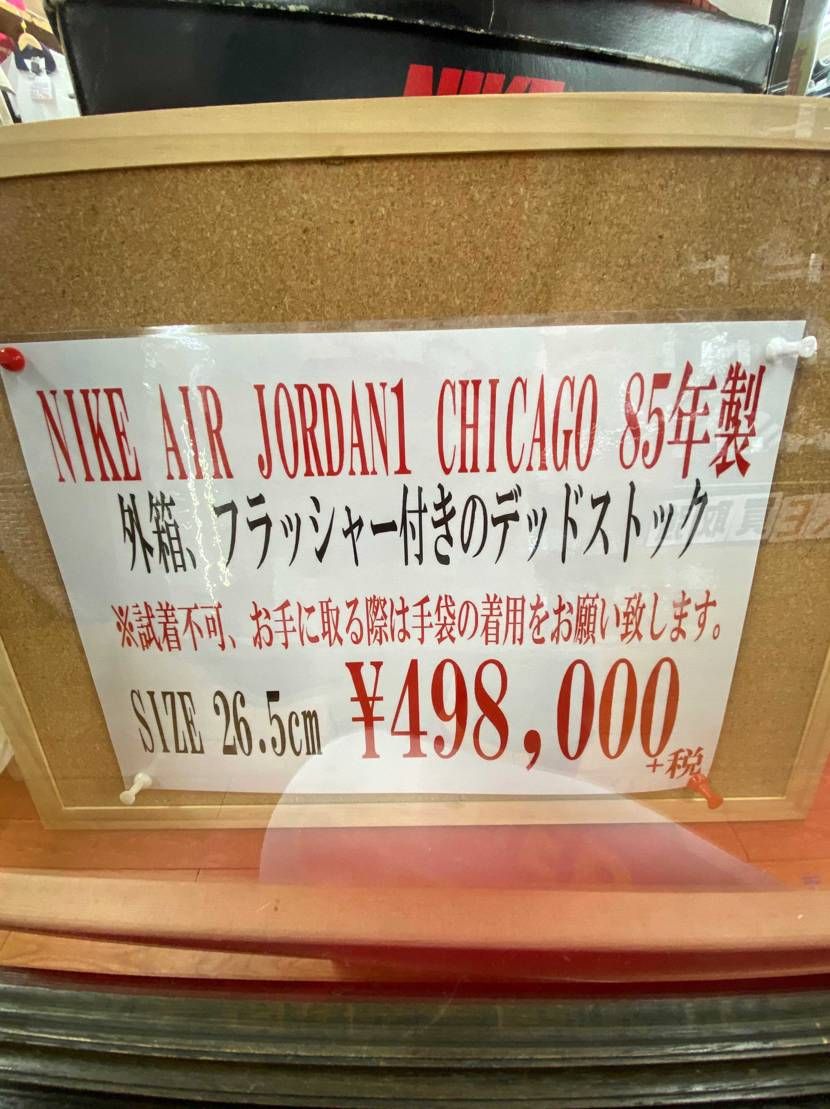 NIKE
NIKE AIR JORDAN1 CHICAGO 85年製
外箱、フラッシャー付きのデッドストック
※試着不可、お手に取る際は手袋の着用をお願い致します。
SIZE 26.5cm ¥498,000
+税